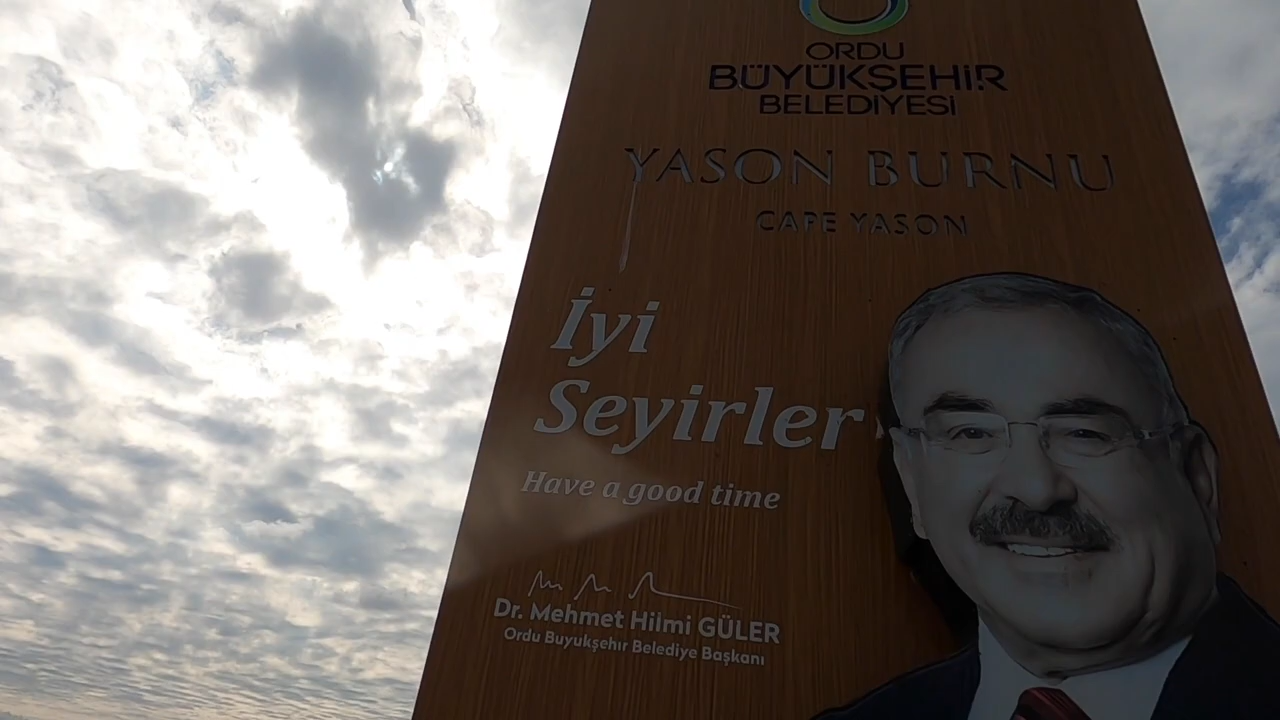 ORDU
BÜYÜKŞEHİR
BELEDİYESİ
YASON BURNU
CAPE YASON
İyi
Seyirler
Have a good time
Dr. Mehmet Hilmi GÜLER
Ordu Buyukşehır Belediye Başkanı